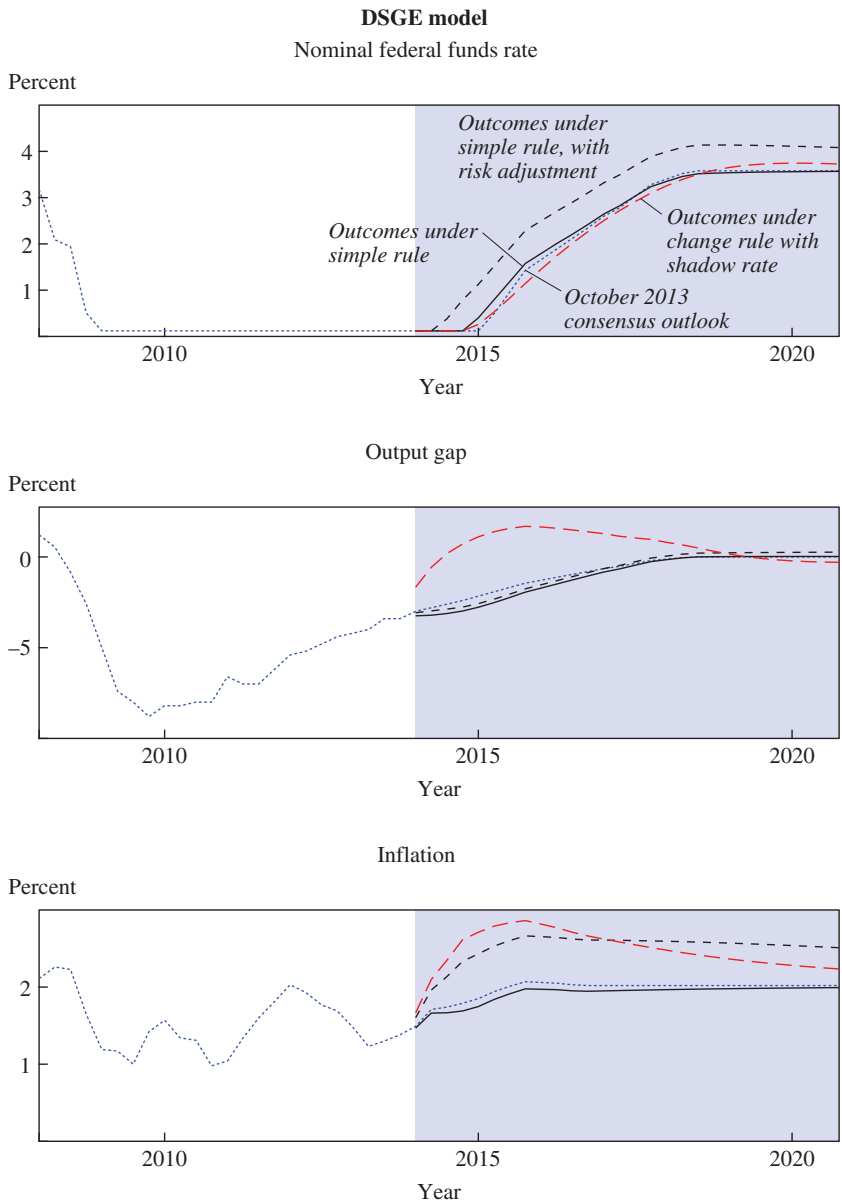 DSGE model
Nominal federal funds rate
Percent
4
3
2
1
Outcomes under
simple rule, with
risk adjustment
Outcomes under
simple rule
Outcomes under
change rule with
shadow rate
October 2013
consensus outlook
2010
2015
2020
Year
Output gap
Percent
0
–5
2010
2015
2020
Year
Inflation
Percent
2
1
2010
2015
2020
Year